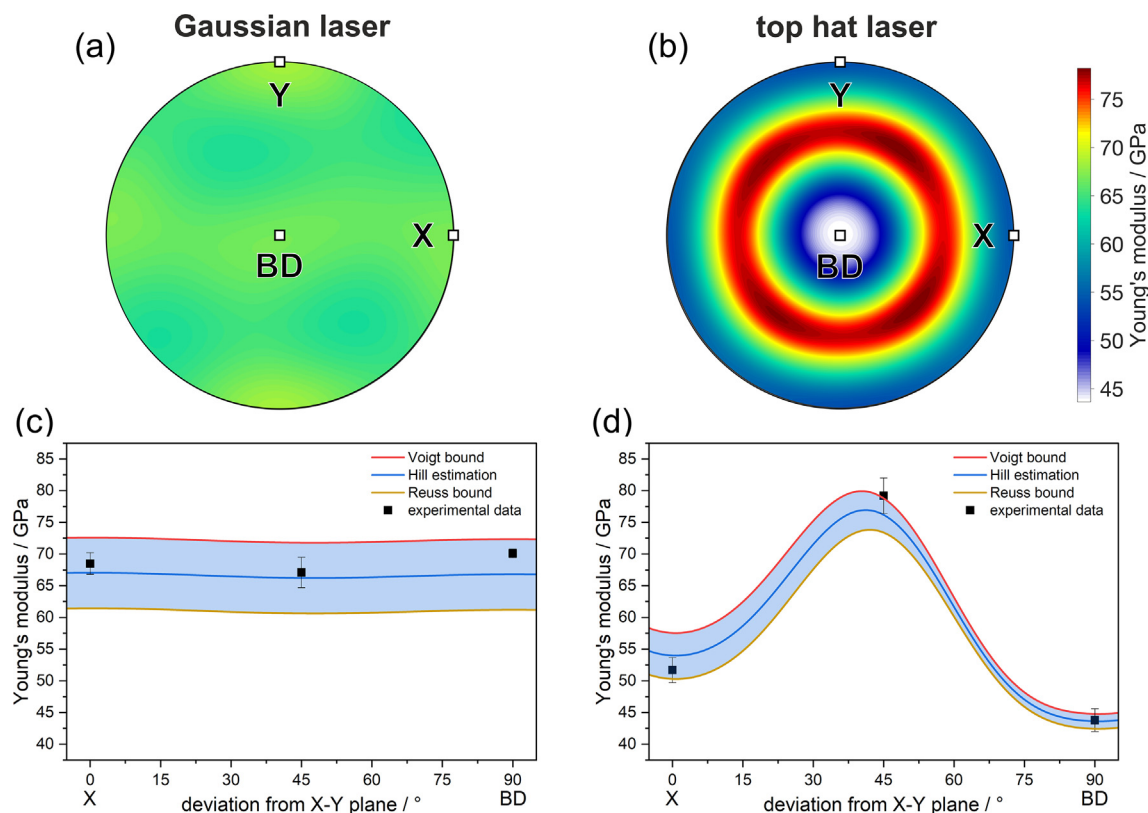 Gaussian laser
top hat laser
(a)
(b)
Y
X
BD
Y
X
BD
75
70
65
60
55
50
45
Young's modulus / GPa
(c)
(d)
Young's modulus / GPa
85
80
75
70
65
60
55
50
45
40
Voigt bound
Hill estimation
Reuss bound
experimental data
0
15
30
45
60
75
90
X
deviation from X-Y plane / °
BD
Young's modulus / GPa
85
80
75
70
65
60
55
50
45
40
Voigt bound
Hill estimation
Reuss bound
experimental data
0
15
30
45
60
75
90
X
deviation from X-Y plane / °
BD